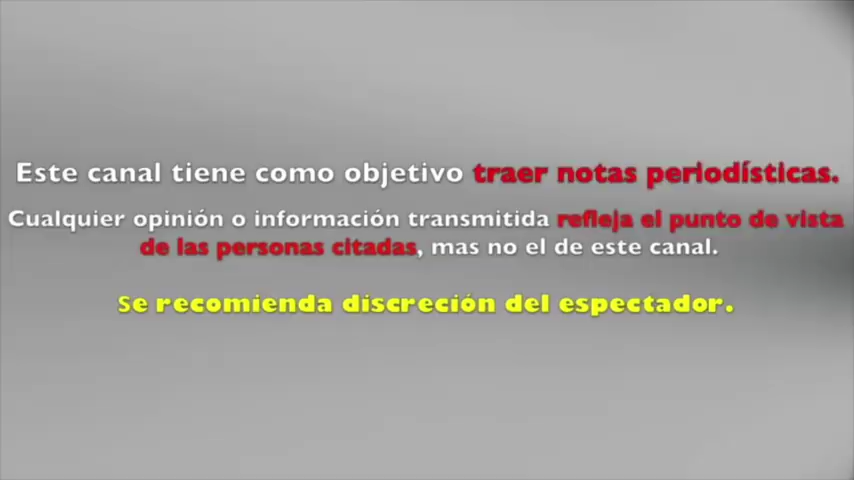 Este canal tiene como objetivo traer notas periodísticas.
Cualquier opinión o información transmitida refleja el punto de vista
de las personas citadas, mas no el de este canal.
Se recomienda discreción del espectador.